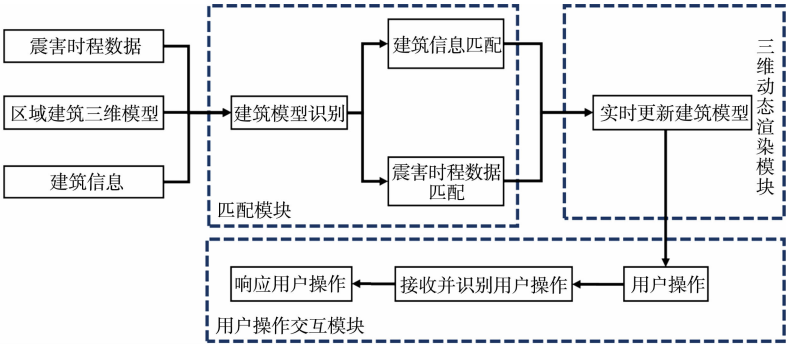 震害时程数据
区域建筑三维模型
建筑信息
建筑模型识别
建筑信息匹配
震害时程数据
匹配
匹配模块
实时更新建筑模型
三维动态渲染模块
用户操作
接收并识别用户操作
响应用户操作
用户操作交互模块